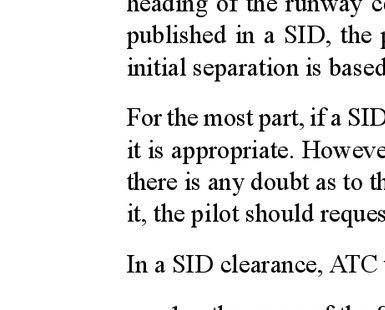 heading of the runway
published in a SID, the
initial separation is based
For the most part, if a SID
it is appropriate. Howeve
there is any doubt as to th
it, the pilot should reques
In a SID clearance, ATC
of the